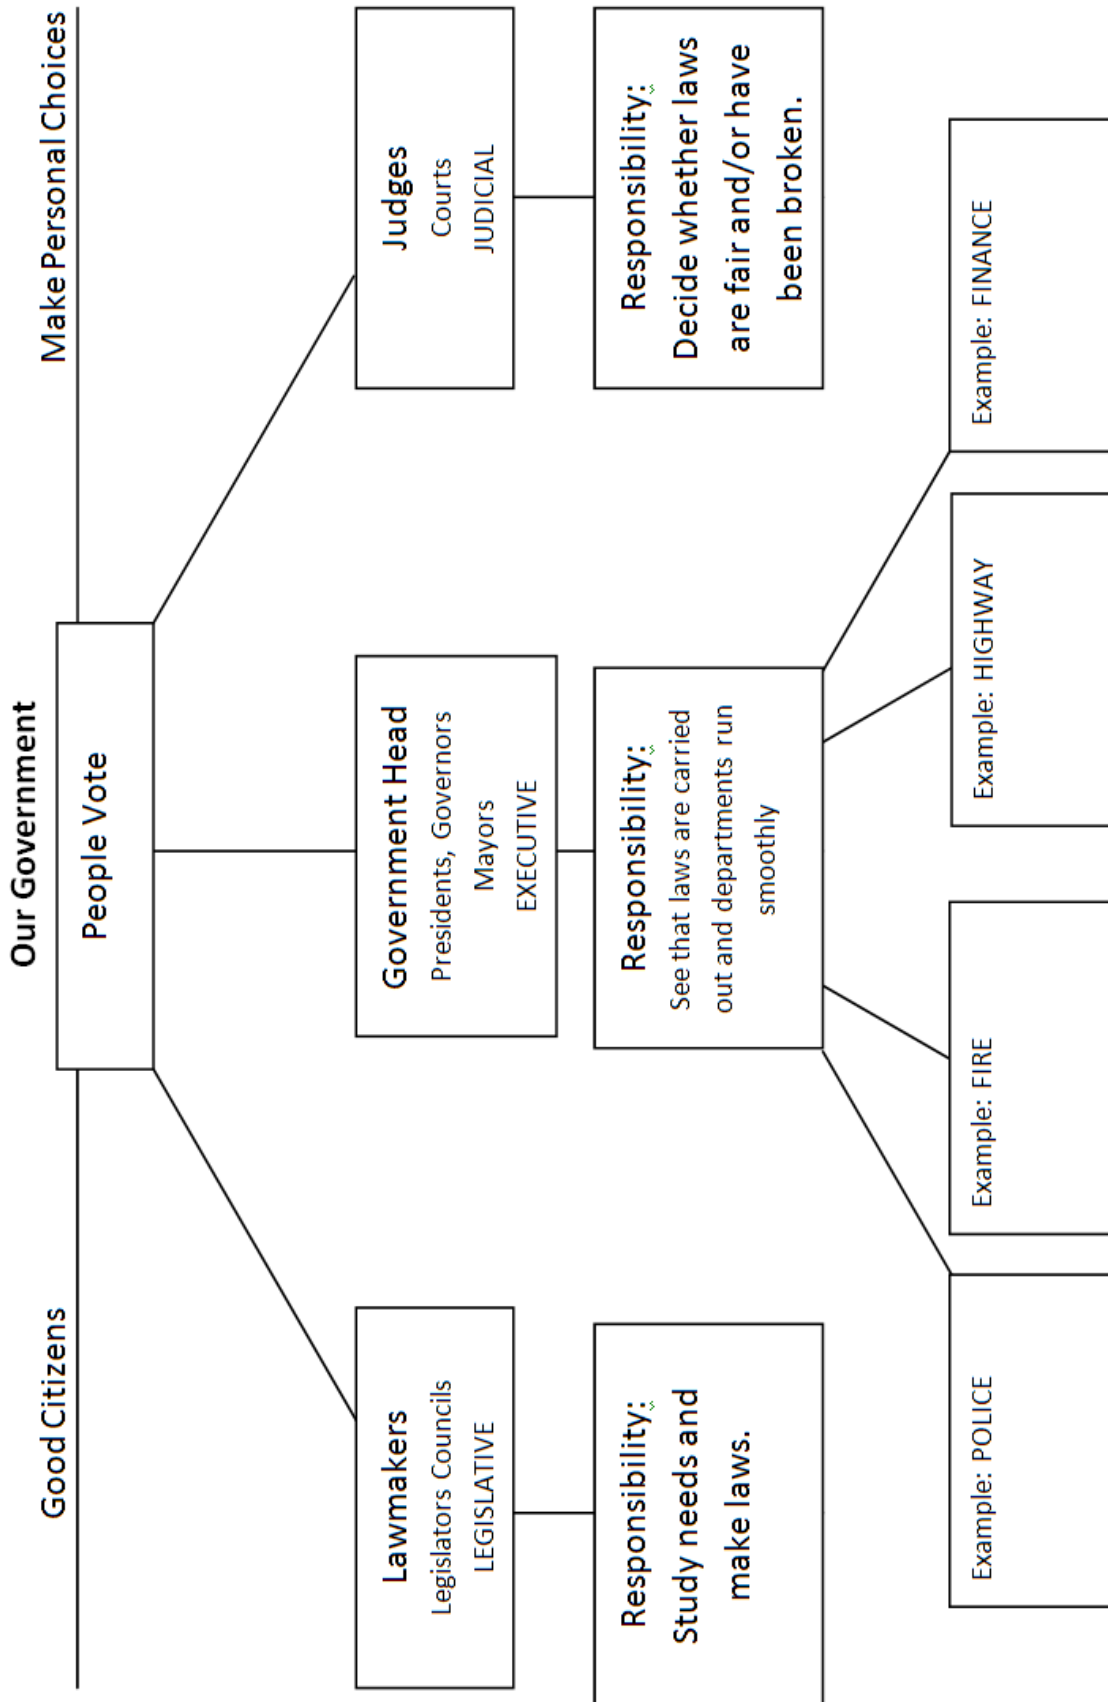 Our Government
Good Citizens
Make Personal Choices
People Vote
Lawmakers
Legislators Councils
LEGISLATIVE
Government Head
Presidents, Governors
Mayors
EXECUTIVE
Judges
Courts
JUDICIAL
Responsibility:
Study needs and
make laws.
Responsibility:
See that laws are carried
out and departments run
smoothly
Responsibility:
Decide whether laws
are fair and/or have
been broken.
Example: POLICE
Example: FIRE
Example: HIGHWAY
Example: FINANCE